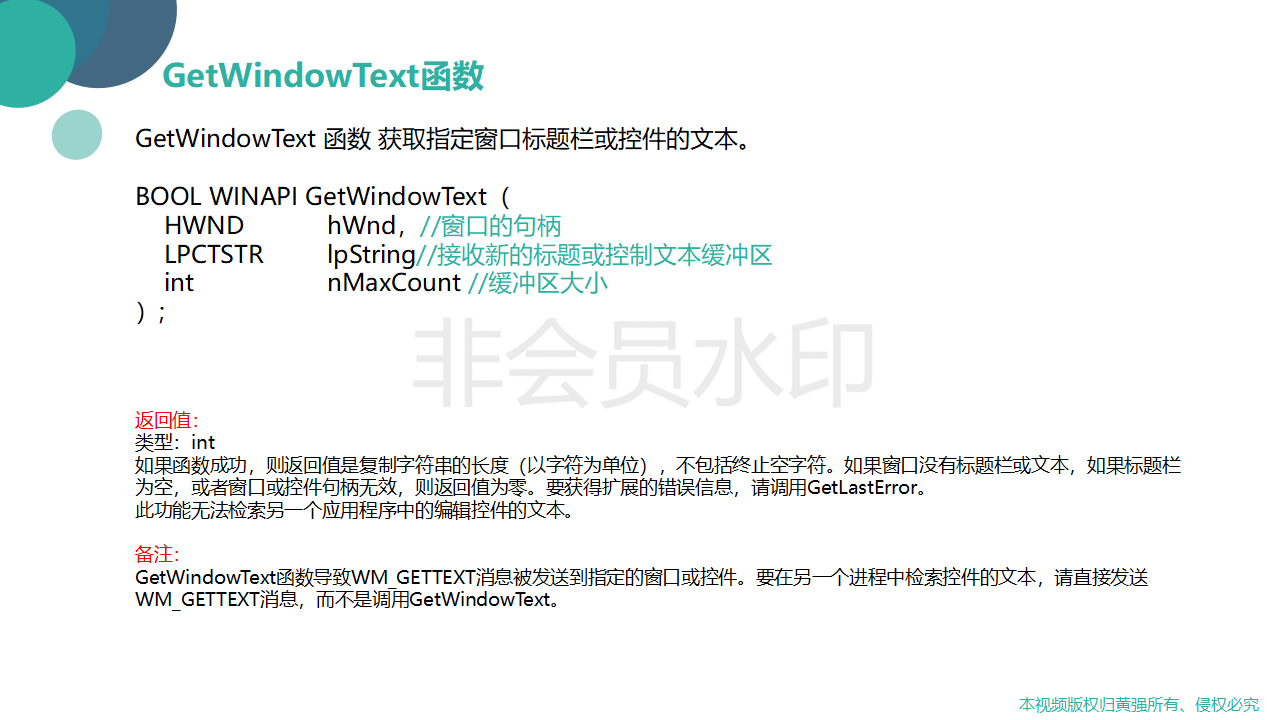 GetWindowText函数
GetWindowText 函数 获取指定窗口标题栏或控件的文本。
BOOL WINAPI GetWindowText（
HWND hWnd，//窗口的句柄
LPCTSTR lpString//接收新的标题或控制文本缓冲区
int nMaxCount //缓冲区大小
）；
非会员水印
返回值：
类型：int
如果函数成功，则返回值是复制字符串的长度（以字符为单位），不包括终止空字符。如果窗口没有标题栏或文本，如果标题栏
为空，或者窗口或控件句柄无效，则返回值为零。要获得扩展的错误信息，请调用GetLastError。
此功能无法检索另一个应用程序中的编辑控件的文本。
备注：
GetWindowText函数导致WM_GETTEXT消息被发送到指定的窗口或控件。要在另一个进程中检索控件的文本，请直接发送
WM_GETTEXT消息，而不是调用GetWindowText。
本视频版权归黄强所有、侵权必究